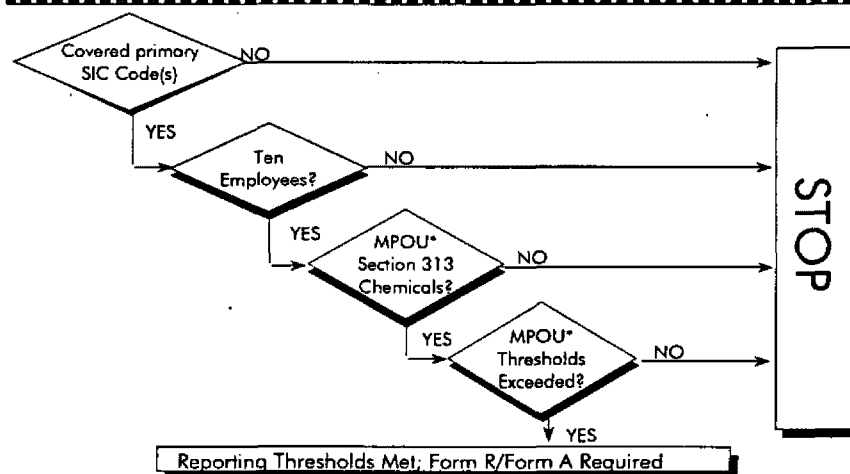 Covered primary
SIC Code(s)
NO
YES
Ten
Employees?
NO
YES
MPOU*
Section 313
Chemicals?
NO
YES
MPOU*
Thresholds
Exceeded?
NO
YES
STOP
Reporting Thresholds Met; Form R/Form A Required